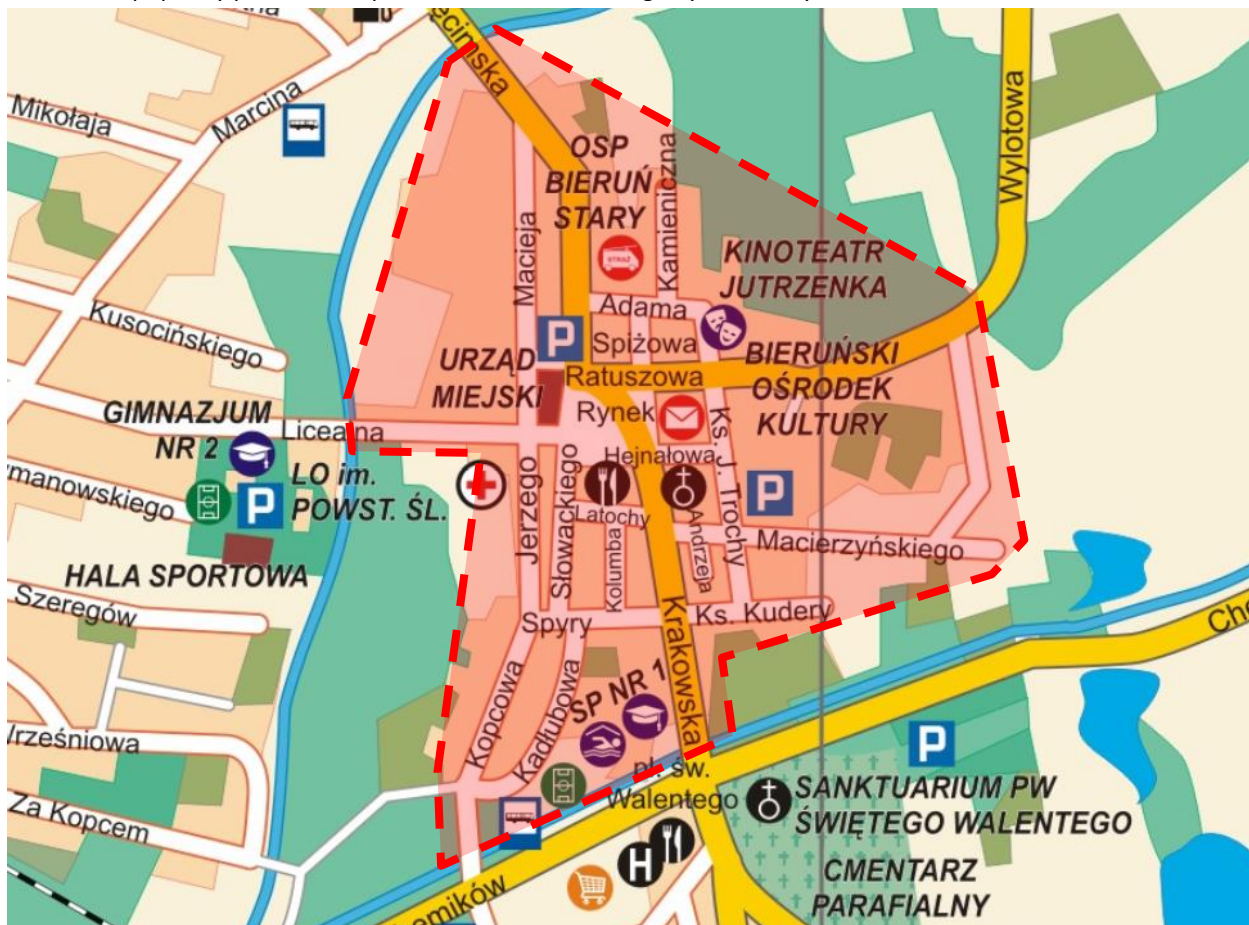 Mikołaja
Marcina
Wylotowa
OSP
BIERUŃ
STARY
STRAŻ
Macieja
Kamieniczna
KINOTEATR
JUTRZENKA
Adama
Spiżowa
Kusocińskiego
P
URZĄD
MIEJSKI
Ratuszowa
BIERUŃSKI
OŚRODEK
KULTURY
Rynek
GIMNAZJUM
NR 2
Licealna
Hejnałowa
Ks. J. Trochy
P
LO im.
POWST. ŚL.
P
Jerzego
Słowackiego
Latochy
Kolumba
Andrzeja
Macierzyńskiego
HALA SPORTOWA
Szeregów
Spyry
Ks. Kudery
Krakowska
SP NR 1
Kopcowa
Kadłubowa
P
pl. św.
Walentego
SANKTUARIUM PW
ŚWIĘTEGO WALENTEGO
Za Kopcem
H
CMENTARZ
PARAFIALNY